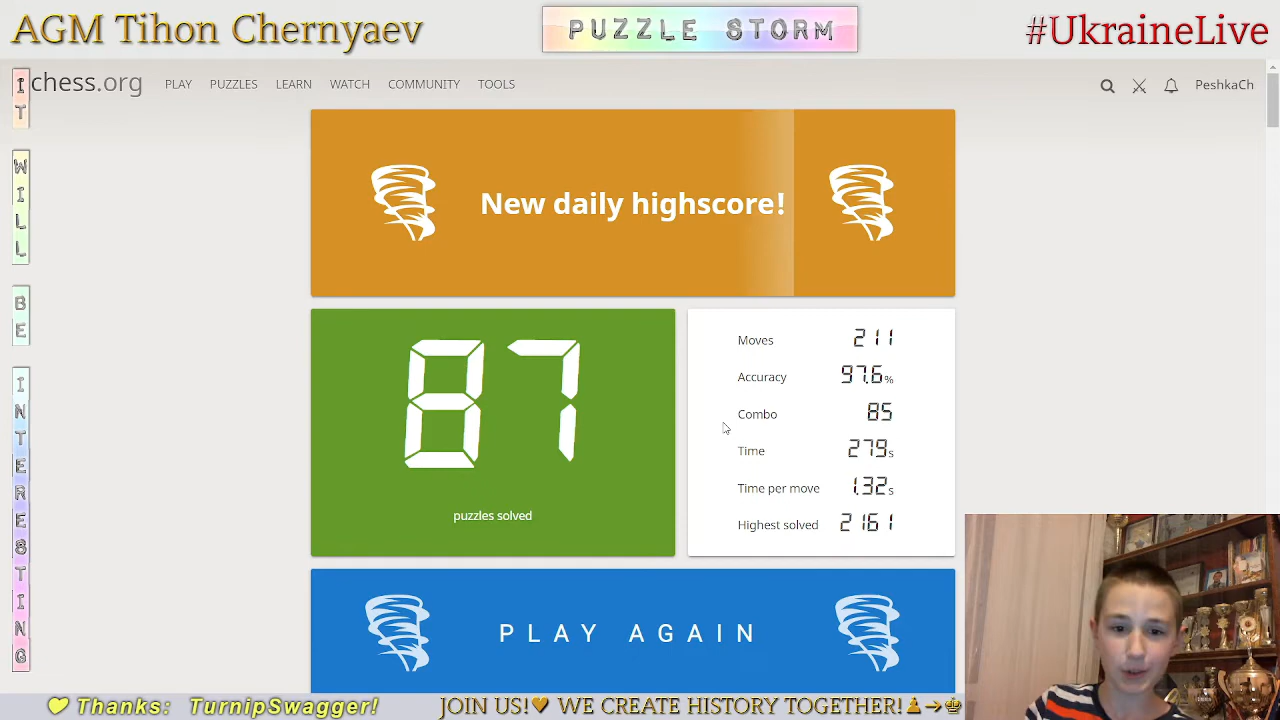 AGM Tihon Chernyaev
PUZZLE STORM
#UkraineLive
chess.org
PLAY
PUZZLES
LEARN
WATCH
COMMUNITY
TOOLS
PeshkaCh
IT
WILL
BE
INTERESTING
New daily highscore!
87
puzzles solved
Moves 211
Accuracy 97.6%
Combo 85
Time 279s
Time per move 1.32s
Highest solved 2161
PLAY AGAIN
Thanks: TurnipSwagger!
JOIN US! WE CREATE HISTORY TOGETHER!